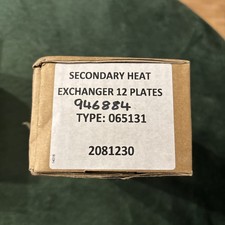 SECONDARY HEAT
EXCHANGER 12 PLATES
946884
TYPE: 065131
2081230